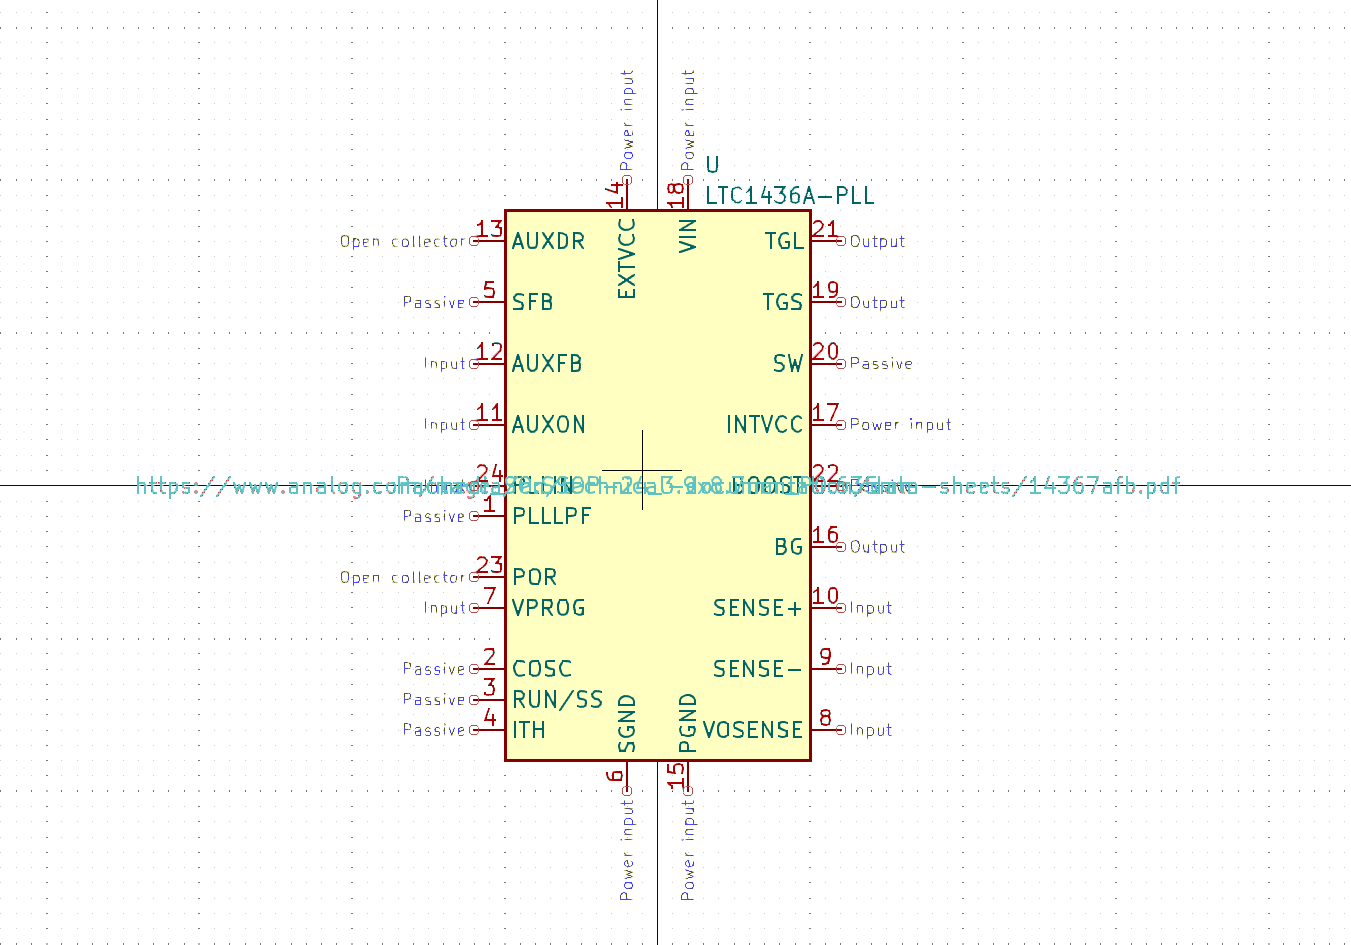 Power input
Power input
U
LTC1436A-PLL
14
18
EXTVCC
VIN
Open collector 13 AUXDR
TGL 21 Output
Passive 5 SFB
TGS 19 Output
Input 12 AUXFB
SW 20 Passive
Input 11 AUXON
INTVCC 17 Power input
24 PLLIN
BOOST 22
https://www.analog.com
-sheets/14367afb.pdf
Passive 1 PLLLPF
BG 16 Output
Open collector 23 POR
Input 7 VPROG
SENSE+ 10 Input
Passive 2 COSC
SENSE- 9 Input
Passive 3 RUN/SS
Passive 4 ITH
VOSENSE 8 Input
SGND
PGND
6
15
Power input
Power input